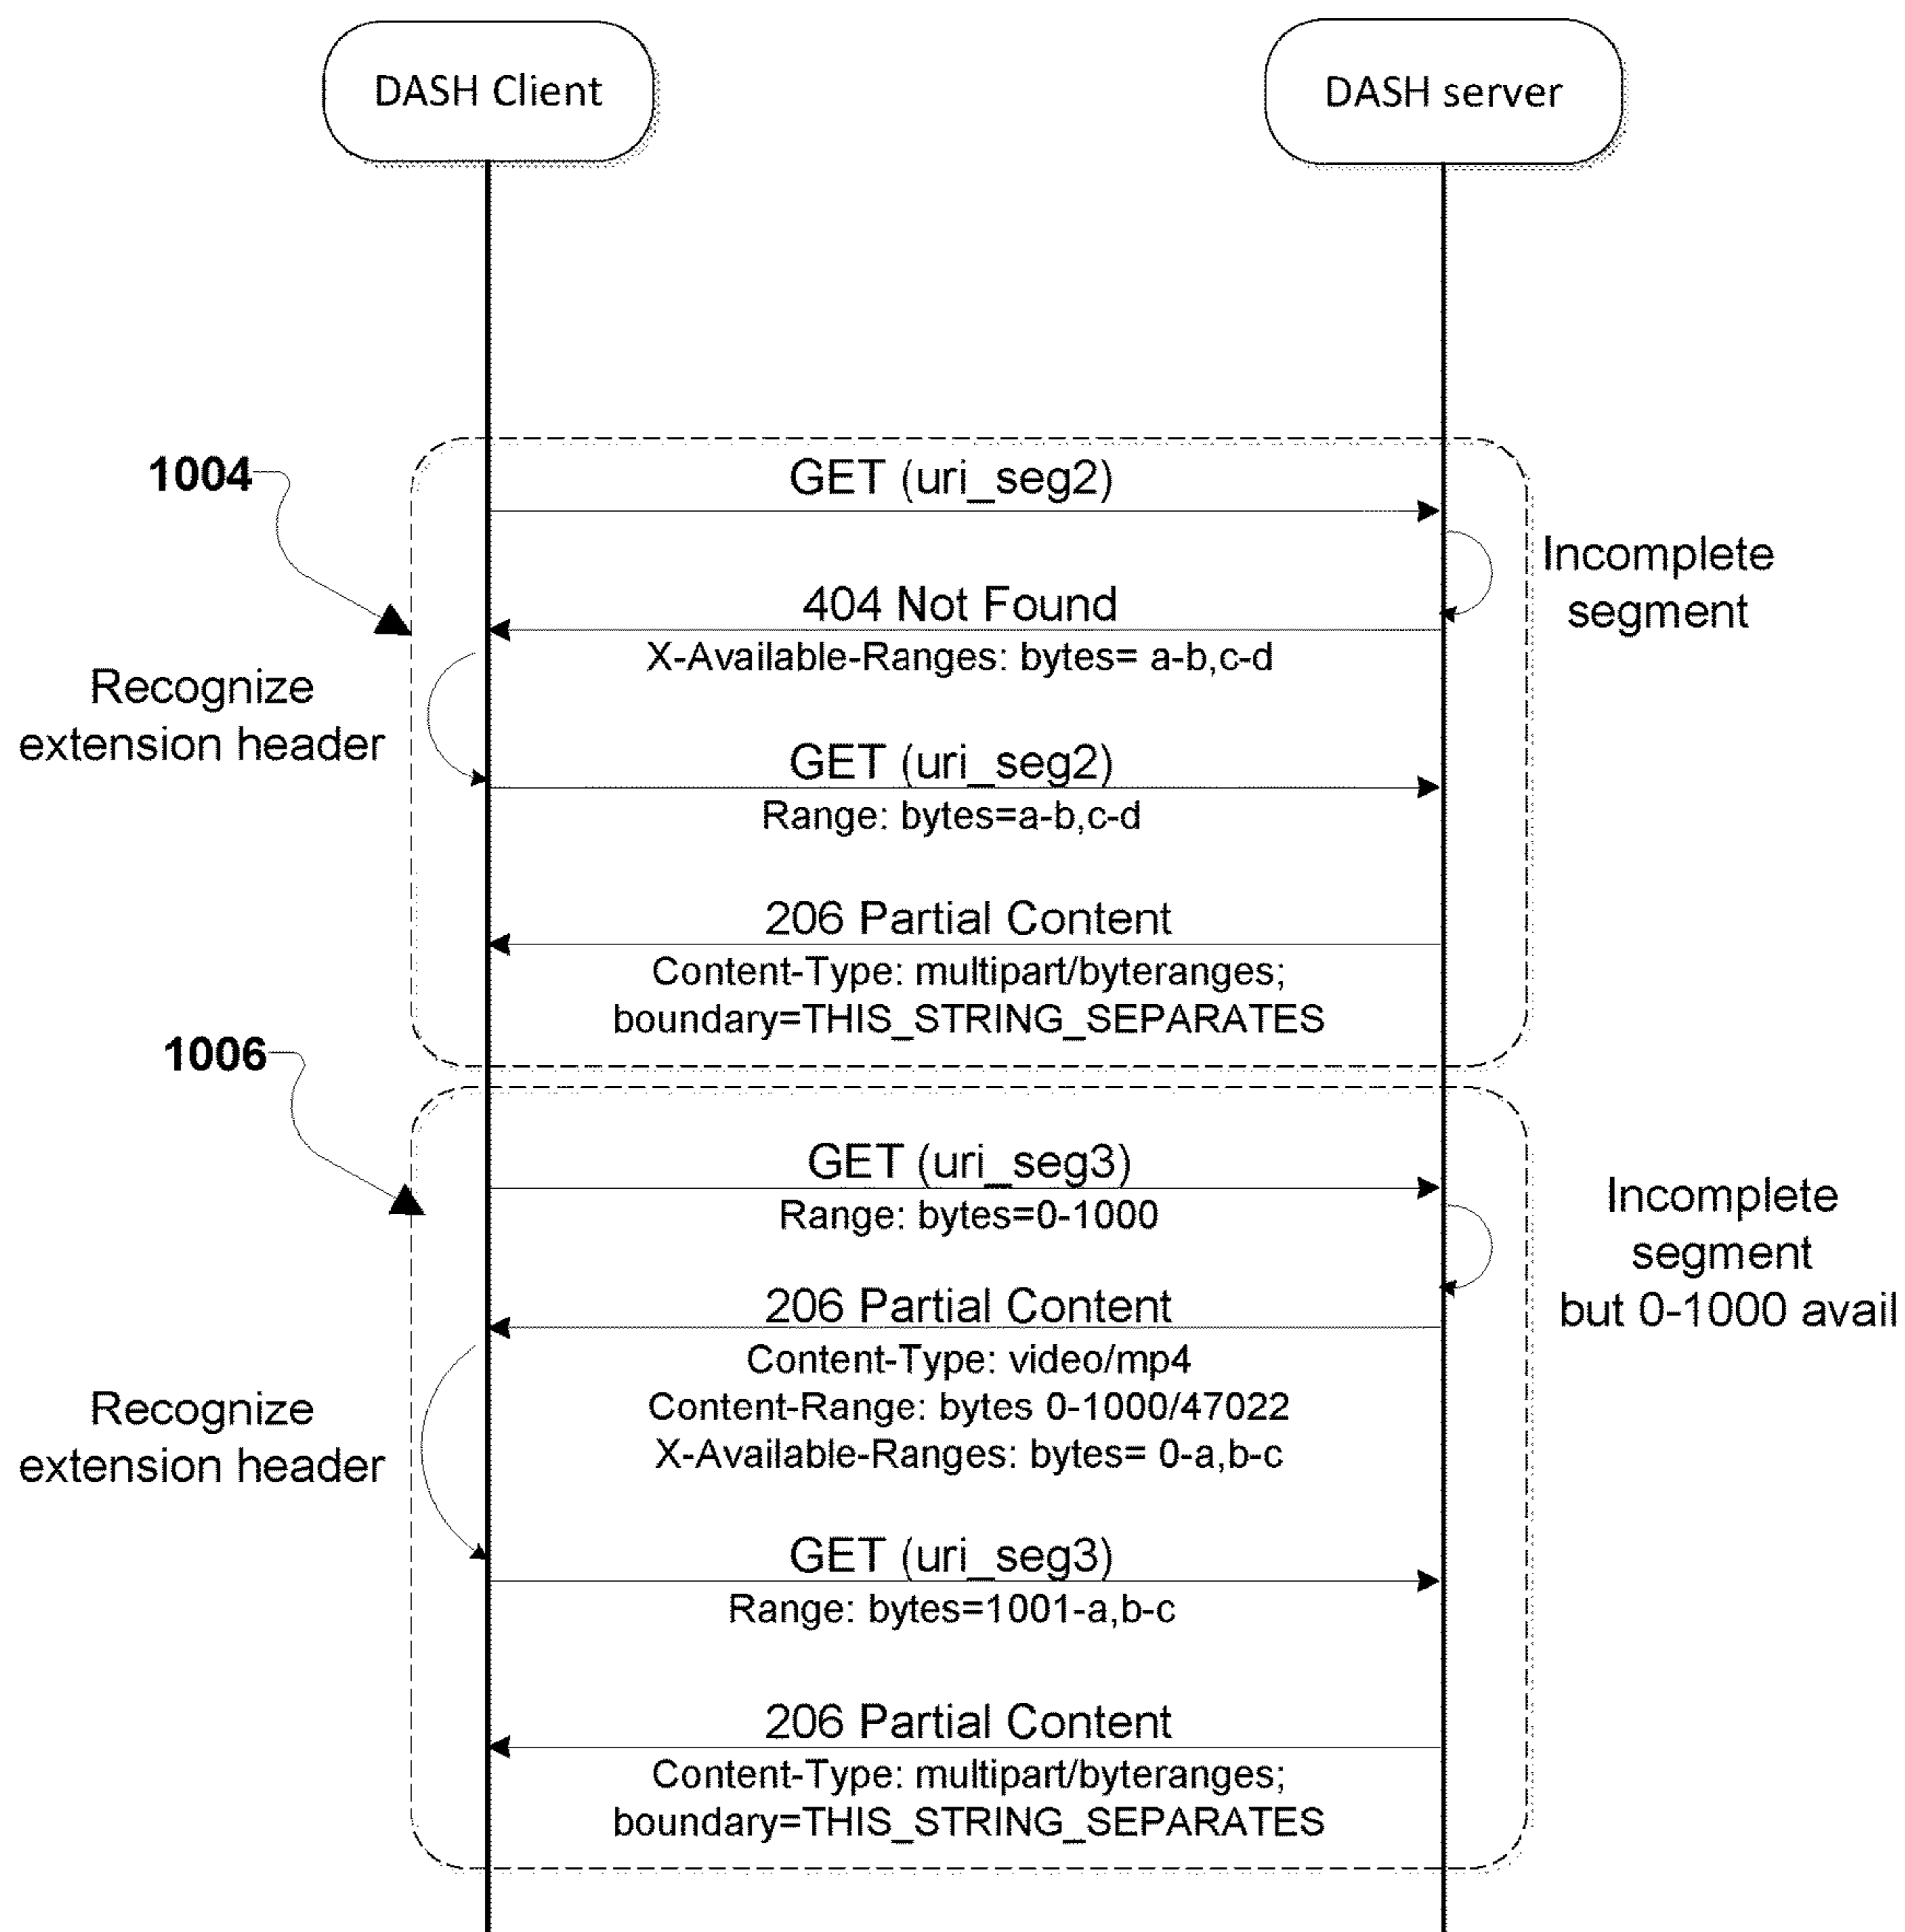 DASH Client
DASH server
1004
GET (uri_seg2)
Incomplete
segment
404 Not Found
X-Available-Ranges: bytes= a-b,c-d
Recognize
extension header
GET (uri_seg2)
Range: bytes=a-b,c-d
206 Partial Content
Content-Type: multipart/byteranges;
boundary=THIS_STRING_SEPARATES
1006
GET (uri_seg3)
Range: bytes=0-1000
Incomplete
segment
but 0-1000 avail
206 Partial Content
Content-Type: video/mp4
Content-Range: bytes 0-1000/47022
X-Available-Ranges: bytes= 0-a,b-c
Recognize
extension header
GET (uri_seg3)
Range: bytes=1001-a,b-c
206 Partial Content
Content-Type: multipart/byteranges;
boundary=THIS_STRING_SEPARATES